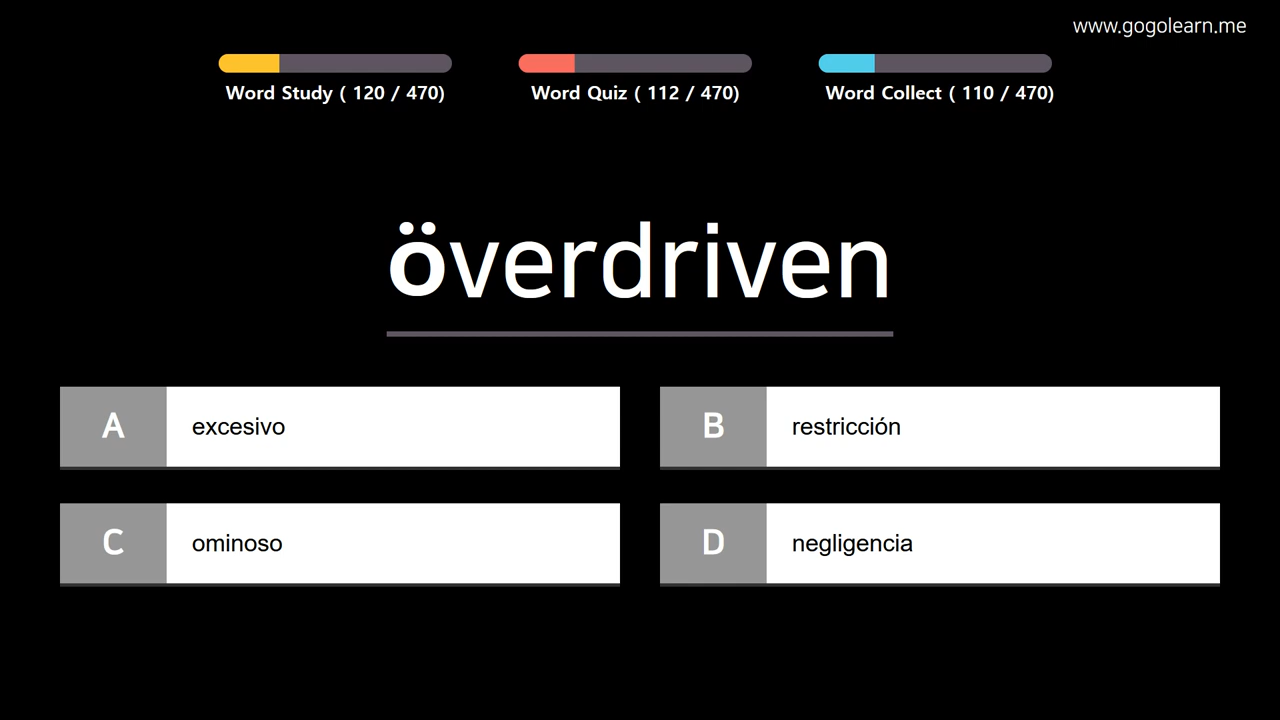 www.gogolearn.me
Word Study ( 120 / 470)
Word Quiz ( 112 / 470)
Word Collect ( 110 / 470)
överdriven
A
excesivo
B
restricción
C
ominoso
D
negligencia